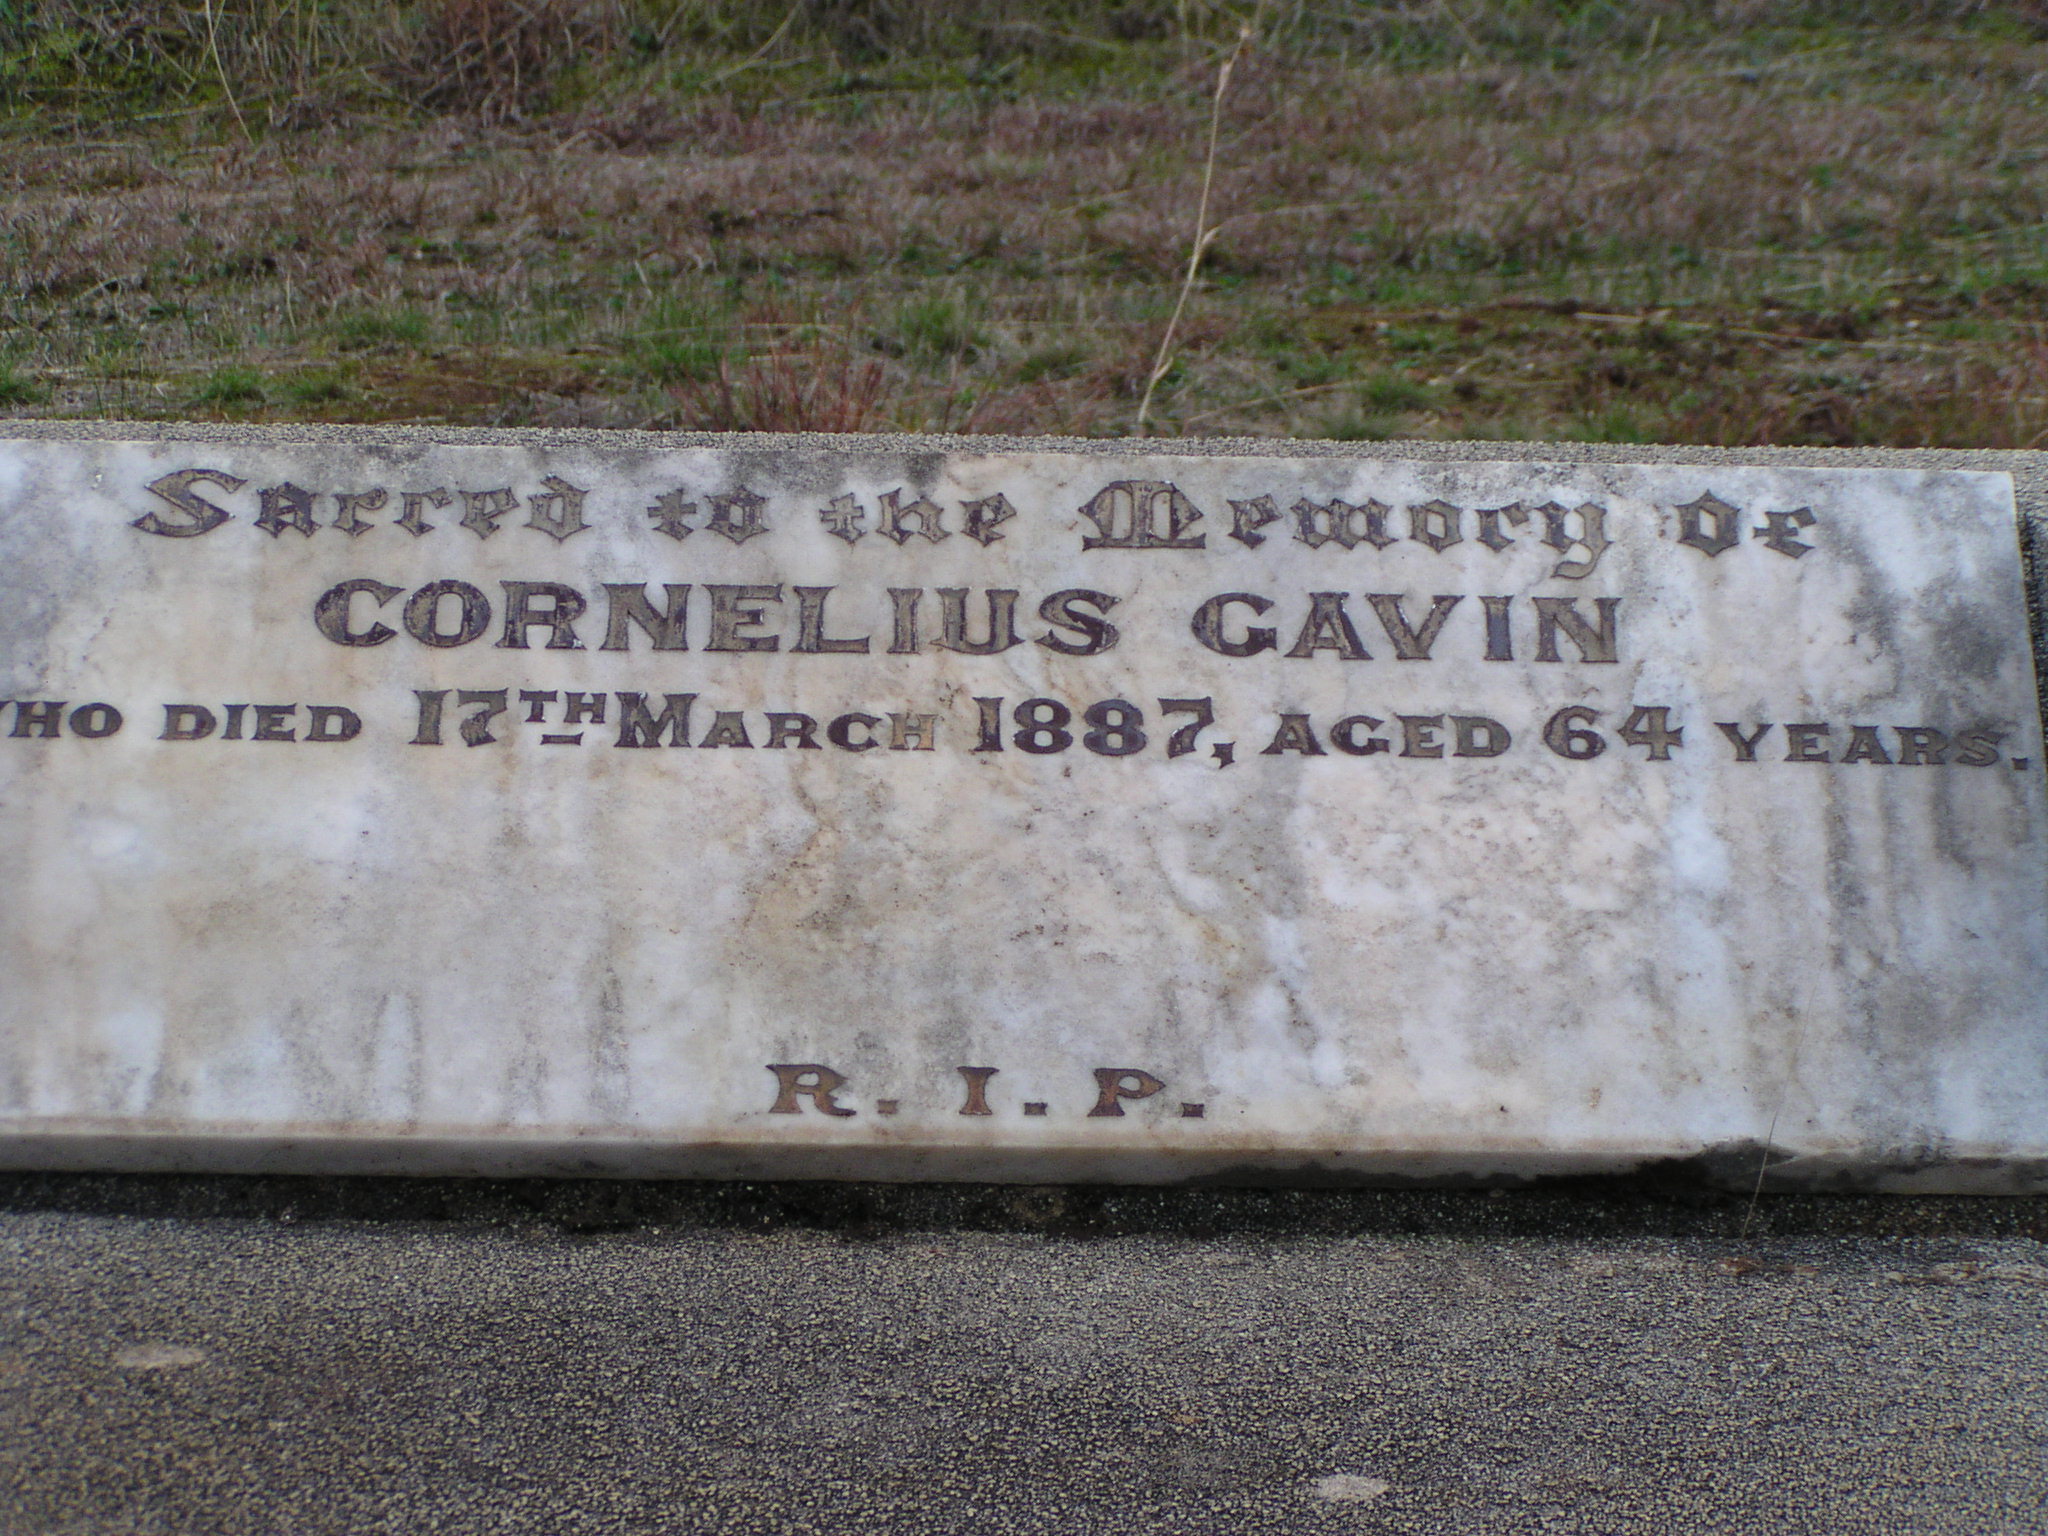 Sacred to the Memory of
CORNELIUS GAVIN
WHO DIED 17TH MARCH 1887, AGED 64 YEARS.
R. I. P.